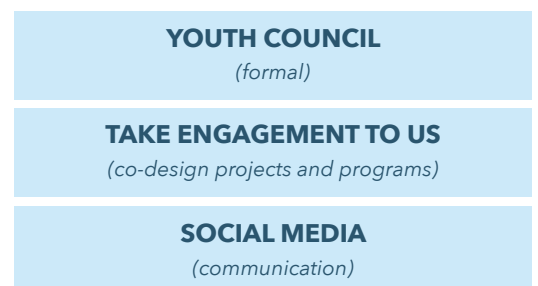 YOUTH COUNCIL
(formal)
TAKE ENGAGEMENT TO US
(co-design projects and programs)
SOCIAL MEDIA
(communication)